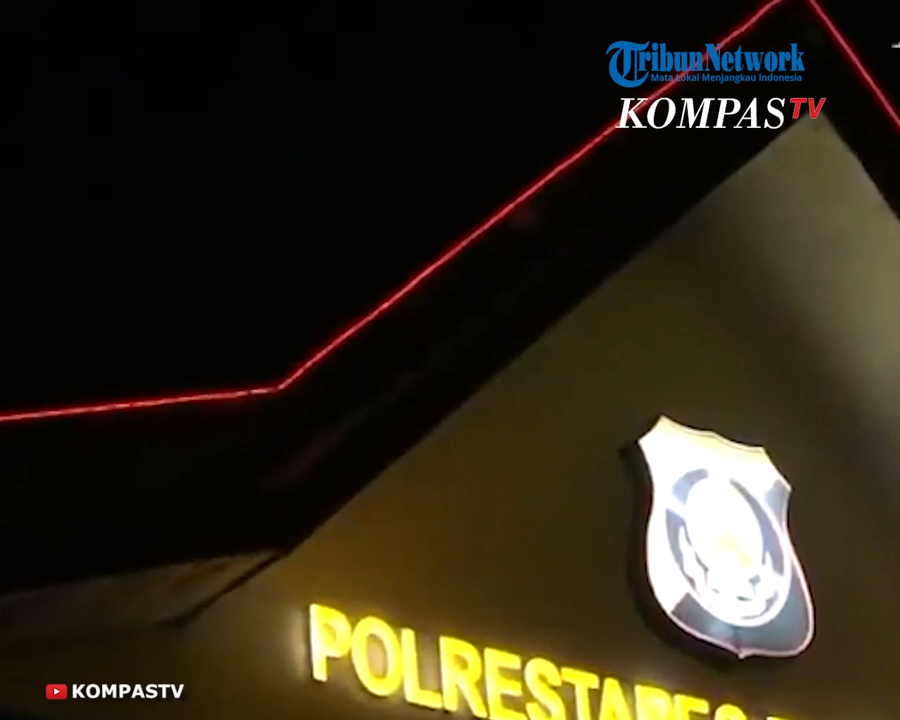 TribunNetwork
Mata Lokal Menjangkau Indonesia
KOMPASTV
POLRESTABES
KOMPASTV